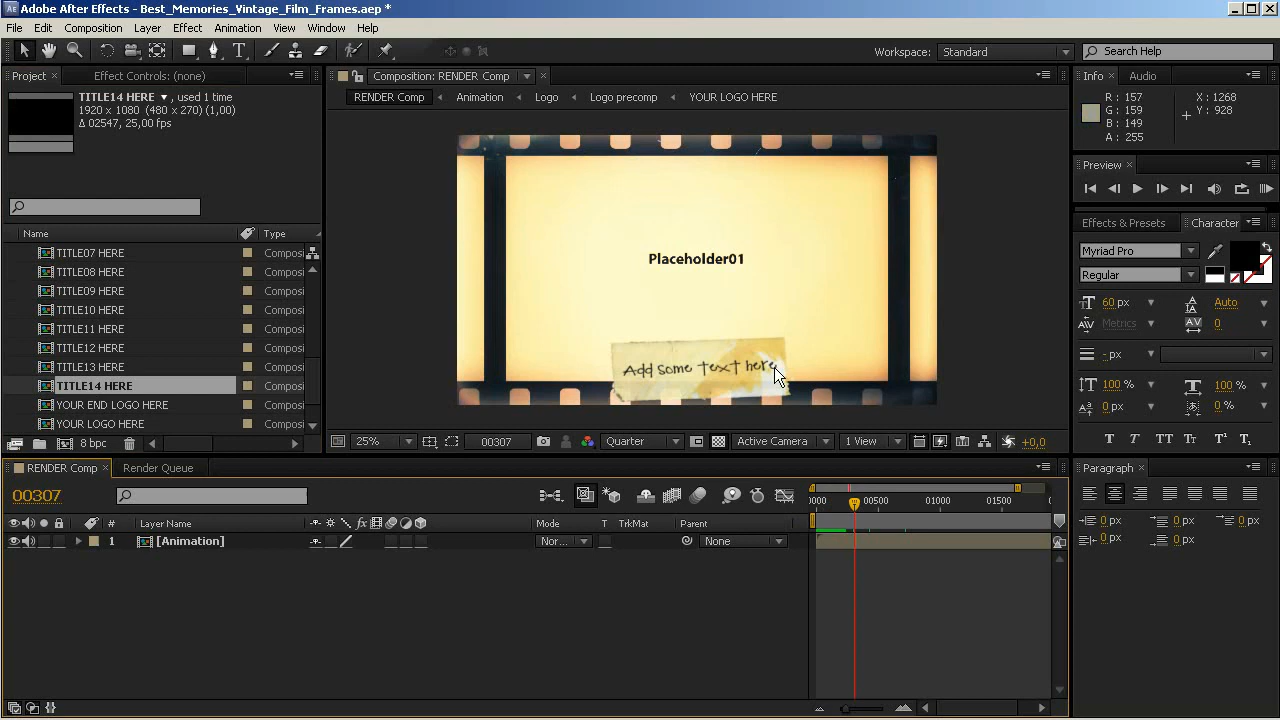 Adobe After Effects - Best_Memories_Vintage_Film_Frames.aep *
File Edit Composition Layer Effect Animation View Window Help
Workspace: Standard Search Help
Project Effect Controls: (none)
TITLE14 HERE ▼, used 1 time
1920 x 1080 (480 x 270) (1,00)
Δ 02547, 25,00 fps
Name Type
TITLE07 HERE Composi
TITLE08 HERE Composi
TITLE09 HERE Composi
TITLE10 HERE Composi
TITLE11 HERE Composi
TITLE12 HERE Composi
TITLE13 HERE Composi
TITLE14 HERE Composi
YOUR END LOGO HERE Composi
YOUR LOGO HERE Composi
8 bpc
Composition: RENDER Comp
RENDER Comp Animation Logo Logo precomp YOUR LOGO HERE
Placeholder01
Add some text here
25% 00307 Quarter Active Camera 1 View +0,0
Info Audio
R : 157 X : 1268
G : 159 Y : 928
B : 149
A : 255
Preview
Effects & Presets Character
Myriad Pro
Regular
60 px Auto
Metrics 0
- px
100 % 100 %
0 px 0 %
T T TT Tт T¹ T₁
Paragraph
0 px 0 px 0 px
0 px 0 px
RENDER Comp Render Queue
00307
0000 00500 01000 01500
# Layer Name fx Mode T TrkMat Parent
1 [Animation] Nor... None